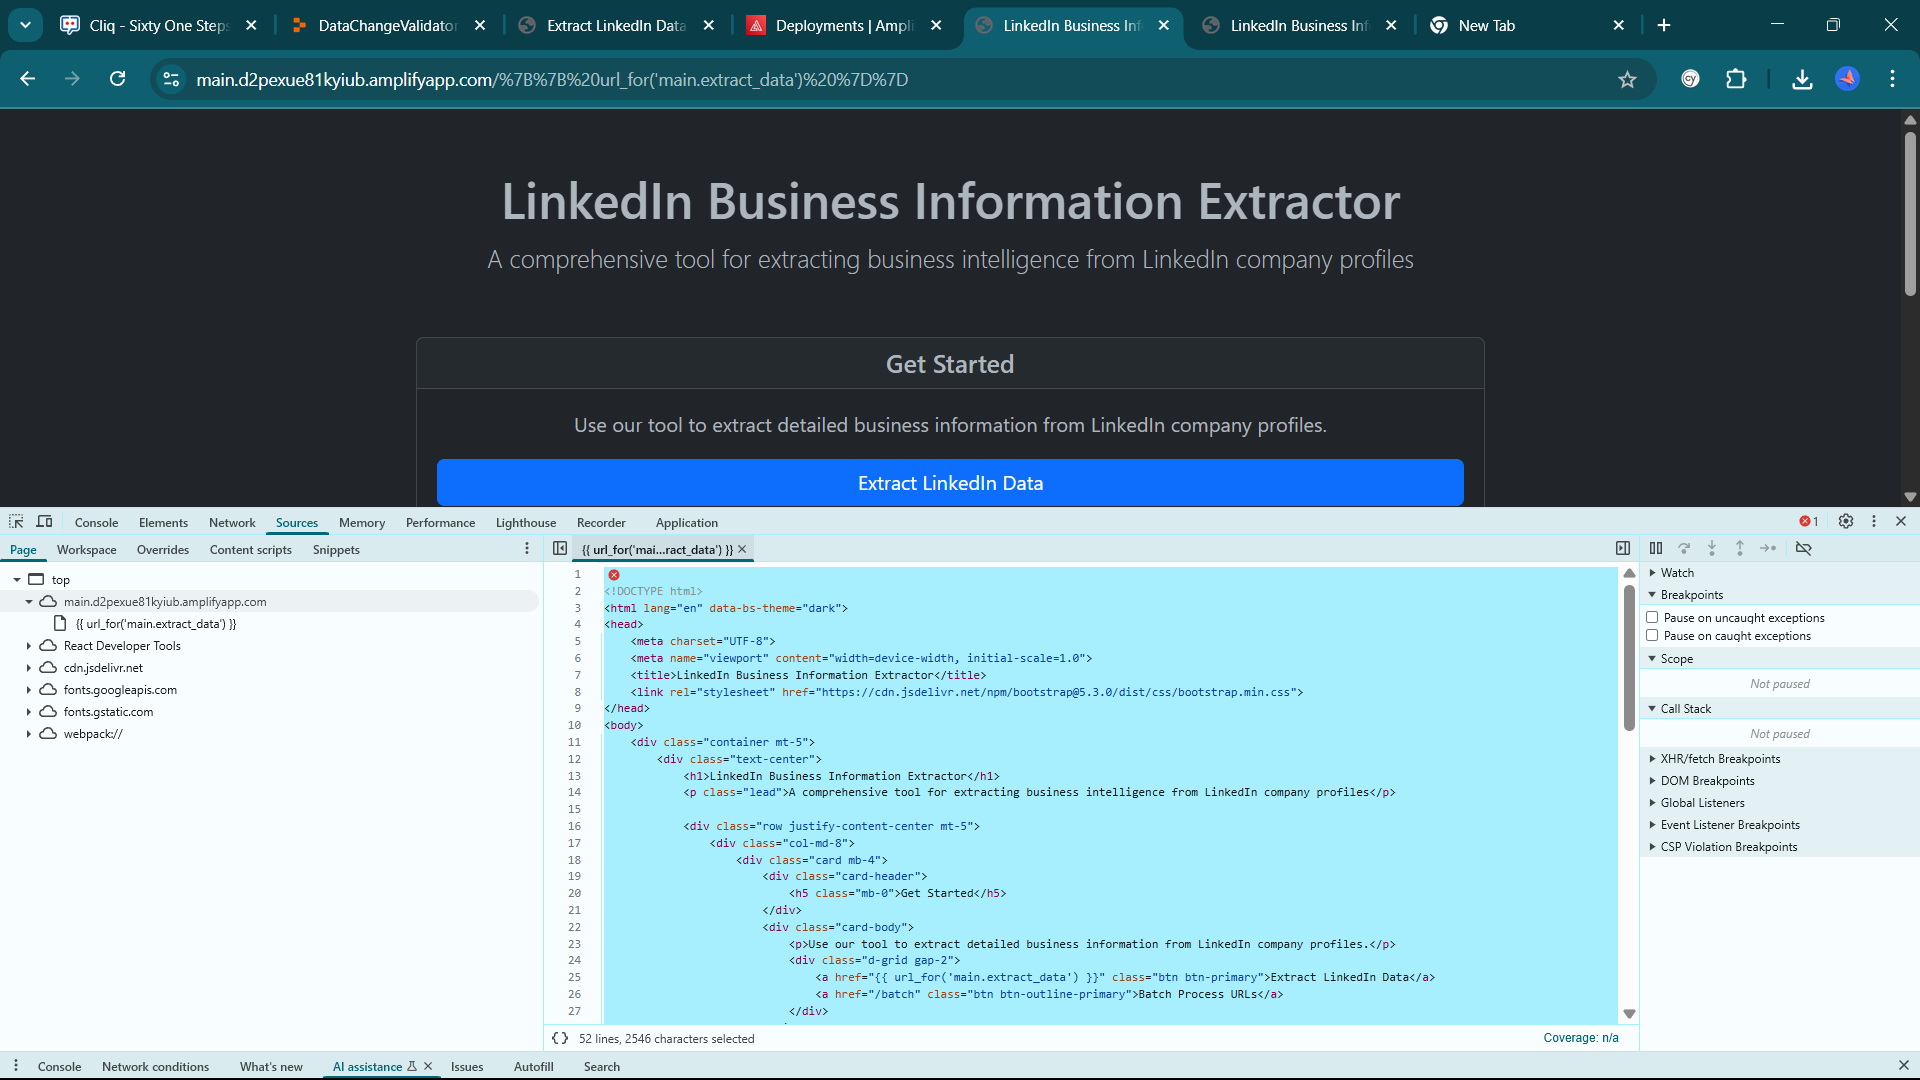 Cliq - Sixty One Steps
DataChangeValidator
Extract LinkedIn Data
Deployments | Ampli
LinkedIn Business Inf
LinkedIn Business Inf
New Tab
main.d2pexue81kyiub.amplifyapp.com/%7B%7B%20url_for('main.extract_data')%20%7D%7D
LinkedIn Business Information Extractor
A comprehensive tool for extracting business intelligence from LinkedIn company profiles
Get Started
Use our tool to extract detailed business information from LinkedIn company profiles.
Extract LinkedIn Data
Console Elements Network Sources Memory Performance Lighthouse Recorder Application 1
Page Workspace Overrides Content scripts Snippets
{{ url_for('mai...ract_data') }}
top
main.d2pexue81kyiub.amplifyapp.com
{{ url_for('main.extract_data') }}
React Developer Tools
cdn.jsdelivr.net
fonts.googleapis.com
fonts.gstatic.com
webpack://
1
2 <!DOCTYPE html>
3 <html lang="en" data-bs-theme="dark">
4 <head>
5 <meta charset="UTF-8">
6 <meta name="viewport" content="width=device-width, initial-scale=1.0">
7 <title>LinkedIn Business Information Extractor</title>
8 <link rel="stylesheet" href="https://cdn.jsdelivr.net/npm/bootstrap@5.3.0/dist/css/bootstrap.min.css">
9 </head>
10 <body>
11 <div class="container mt-5">
12 <div class="text-center">
13 <h1>LinkedIn Business Information Extractor</h1>
14 <p class="lead">A comprehensive tool for extracting business intelligence from LinkedIn company profiles</p>
15
16 <div class="row justify-content-center mt-5">
17 <div class="col-md-8">
18 <div class="card mb-4">
19 <div class="card-header">
20 <h5 class="mb-0">Get Started</h5>
21 </div>
22 <div class="card-body">
23 <p>Use our tool to extract detailed business information from LinkedIn company profiles.</p>
24 <div class="d-grid gap-2">
25 <a href="{{ url_for('main.extract_data') }}" class="btn btn-primary">Extract LinkedIn Data</a>
26 <a href="/batch" class="btn btn-outline-primary">Batch Process URLs</a>
27 </div>
{} 52 lines, 2546 characters selected
Coverage: n/a
Watch
Breakpoints
Pause on uncaught exceptions
Pause on caught exceptions
Scope
Not paused
Call Stack
Not paused
XHR/fetch Breakpoints
DOM Breakpoints
Global Listeners
Event Listener Breakpoints
CSP Violation Breakpoints
Console Network conditions What's new AI assistance Issues Autofill Search